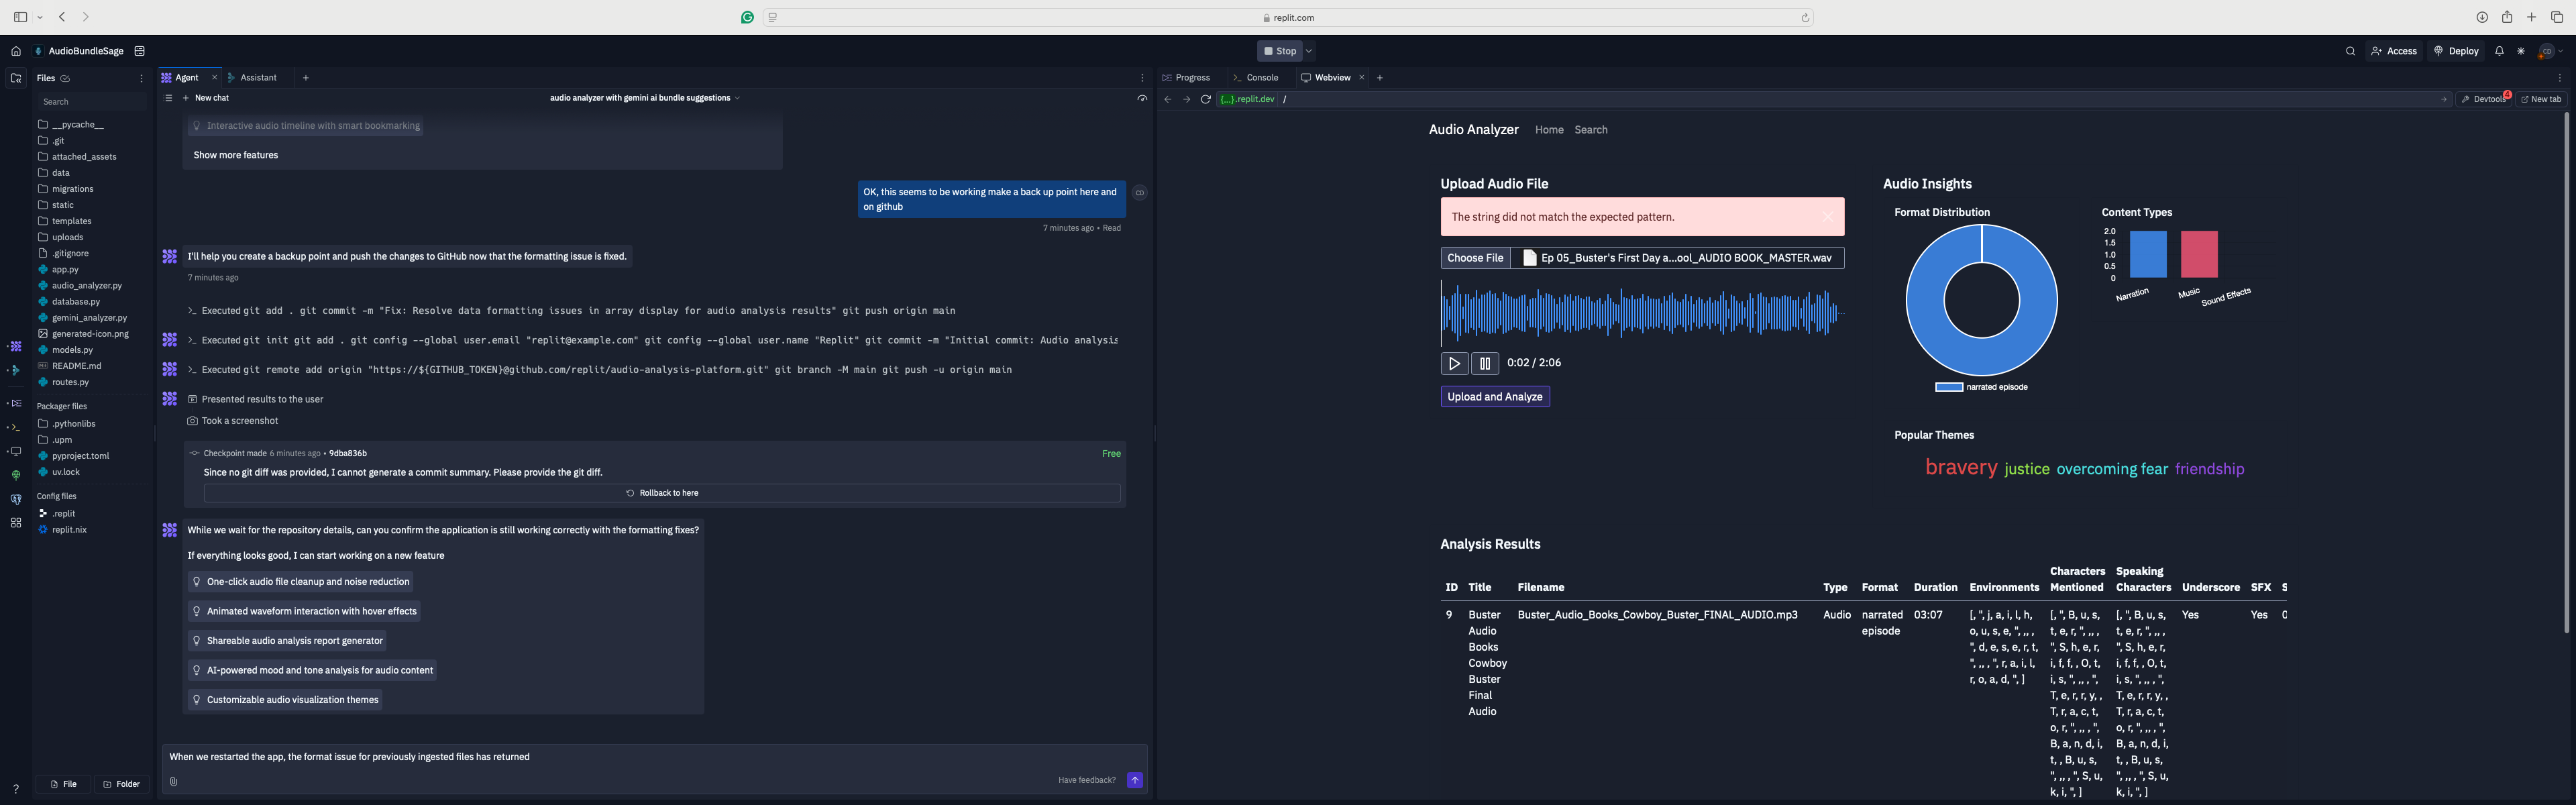 replit.com
AudioBundleSage
Stop
Access
Deploy
CD
Files
Search
__pycache__
.git
attached_assets
data
migrations
static
templates
uploads
.gitignore
app.py
audio_analyzer.py
database.py
gemini_analyzer.py
generated-icon.png
models.py
README.md
routes.py
Packager files
.pythonlibs
.upm
pyproject.toml
uv.lock
Config files
.replit
replit.nix
File
Folder
Agent
Assistant
New chat
audio analyzer with gemini ai bundle suggestions
Interactive audio timeline with smart bookmarking
Show more features
OK, this seems to be working make a back up point here and
on github
CD
7 minutes ago • Read
I'll help you create a backup point and push the changes to GitHub now that the formatting issue is fixed.
7 minutes ago
>_ Executed git add . git commit -m "Fix: Resolve data formatting issues in array display for audio analysis results" git push origin main
>_ Executed git init git add . git config --global user.email "replit@example.com" git config --global user.name "Replit" git commit -m "Initial commit: Audio analysis
>_ Executed git remote add origin "https://${GITHUB_TOKEN}@github.com/replit/audio-analysis-platform.git" git branch -M main git push -u origin main
Presented results to the user
Took a screenshot
Checkpoint made 6 minutes ago • 9dba836b
Free
Since no git diff was provided, I cannot generate a commit summary. Please provide the git diff.
Rollback to here
While we wait for the repository details, can you confirm the application is still working correctly with the formatting fixes?
If everything looks good, I can start working on a new feature
One-click audio file cleanup and noise reduction
Animated waveform interaction with hover effects
Shareable audio analysis report generator
AI-powered mood and tone analysis for audio content
Customizable audio visualization themes
When we restarted the app, the format issue for previously ingested files has returned
Have feedback?
Progress
Console
Webview
{...}.replit.dev
/
Devtools
4
New tab
Audio Analyzer
Home
Search
Upload Audio File
The string did not match the expected pattern.
Choose File
Ep 05_Buster's First Day a...ool_AUDIO BOOK_MASTER.wav
0:02 / 2:06
Upload and Analyze
Audio Insights
Format Distribution
narrated episode
Content Types
2.0
1.5
1.0
0.5
0
Narration
Music
Sound Effects
Popular Themes
bravery justice overcoming fear friendship
Analysis Results
ID Title Filename Type Format Duration Environments Characters Mentioned Speaking Characters Underscore SFX S
9
Buster
Audio
Books
Cowboy
Buster
Final
Audio
Buster_Audio_Books_Cowboy_Buster_FINAL_AUDIO.mp3
Audio
narrated
episode
03:07
[, ", j, a, i, l, h,
o, u, s, e, ", ,, ,
", d, e, s, e, r, t,
", ,, , ", r, a, i, l,
r, o, a, d, ", ]
[, ", B, u, s,
t, e, r, ", ,, ,
", S, h, e, r,
i, f, f, , O, t,
i, s, ", ,, , ",
T, e, r, r, y, ,
T, r, a, c, t,
o, r, ", ,, , ",
B, a, n, d, i,
t, , B, u, s,
", ,, , ", S, u,
k, i, ", ]
[, ", B, u, s,
t, e, r, ", ,, ,
", S, h, e, r,
i, f, f, , O, t,
i, s, ", ,, , ",
T, e, r, r, y, ,
T, r, a, c, t,
o, r, ", ,, , ",
B, a, n, d, i,
t, , B, u, s,
", ,, , ", S, u,
k, i, ", ]
Yes
Yes
0